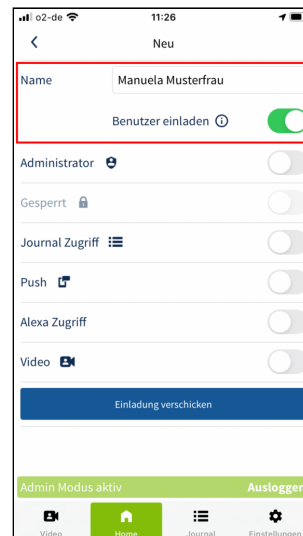 o2-de 11:26
Neu
Name Manuela Musterfrau
Benutzer einladen
Administrator
Gesperrt
Journal Zugriff
Push
Alexa Zugriff
Video
Einladung verschicken
Admin Modus aktiv Ausloggen
Video Home Journal Einstellungen